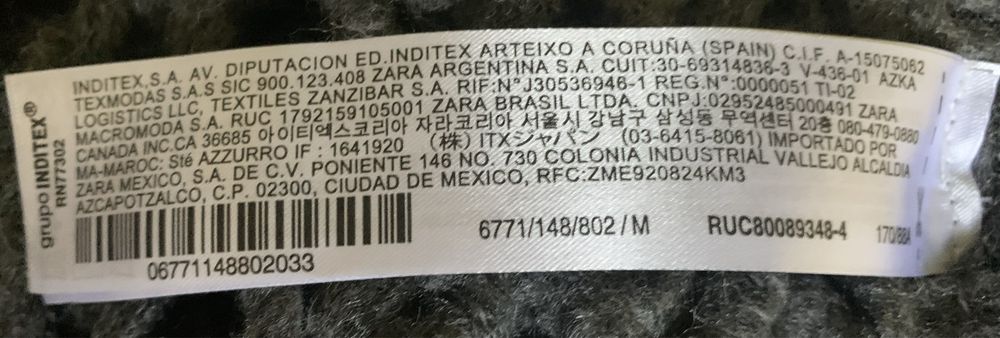 grupo INDITEX®
RN77302
INDITEX,S.A. AV. DIPUTACION ED.INDITEX ARTEIXO A CORUÑA (SPAIN) C.I.F. A-15075062
TEXMODAS S.A.S SIC 900.123.408 ZARA ARGENTINA S.A. CUIT:30-69314836-3 V-436-01 AZKA
LOGISTICS LLC, TEXTILES ZANZIBAR S.A. RIF:N°J30536946-1 REG.N°:0000051 TI-02
MACROMODA S.A. RUC 1792159105001 ZARA BRASIL LTDA. CNPJ:02952485000491 ZARA
CANADA INC.CA 36685 아이티엑스코리아 자라코리아 서울시 강남구 삼성동 무역센터 20층 080-479-0880
MA-MAROC: Sté AZZURRO IF : 1641920 (株) ITXジャパン (03-6415-8061) IMPORTADO POR
ZARA MEXICO, S.A. DE C.V. PONIENTE 146 NO. 730 COLONIA INDUSTRIAL VALLEJO ALCALDIA
AZCAPOTZALCO, C.P. 02300, CIUDAD DE MEXICO, RFC:ZME920824KM3
6771/148/802/M RUC80089348-4 170/88A
06771148802033